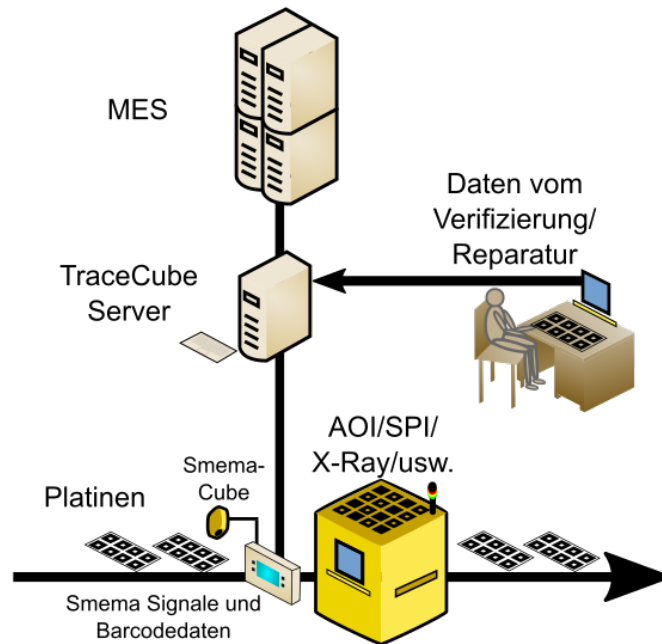 MES
Daten vom
Verifizierung/
Reparatur
TraceCube
Server
AOI/SPI/
X-Ray/usw.
Smema-
Cube
Platinen
Smema Signale und
Barcodedaten